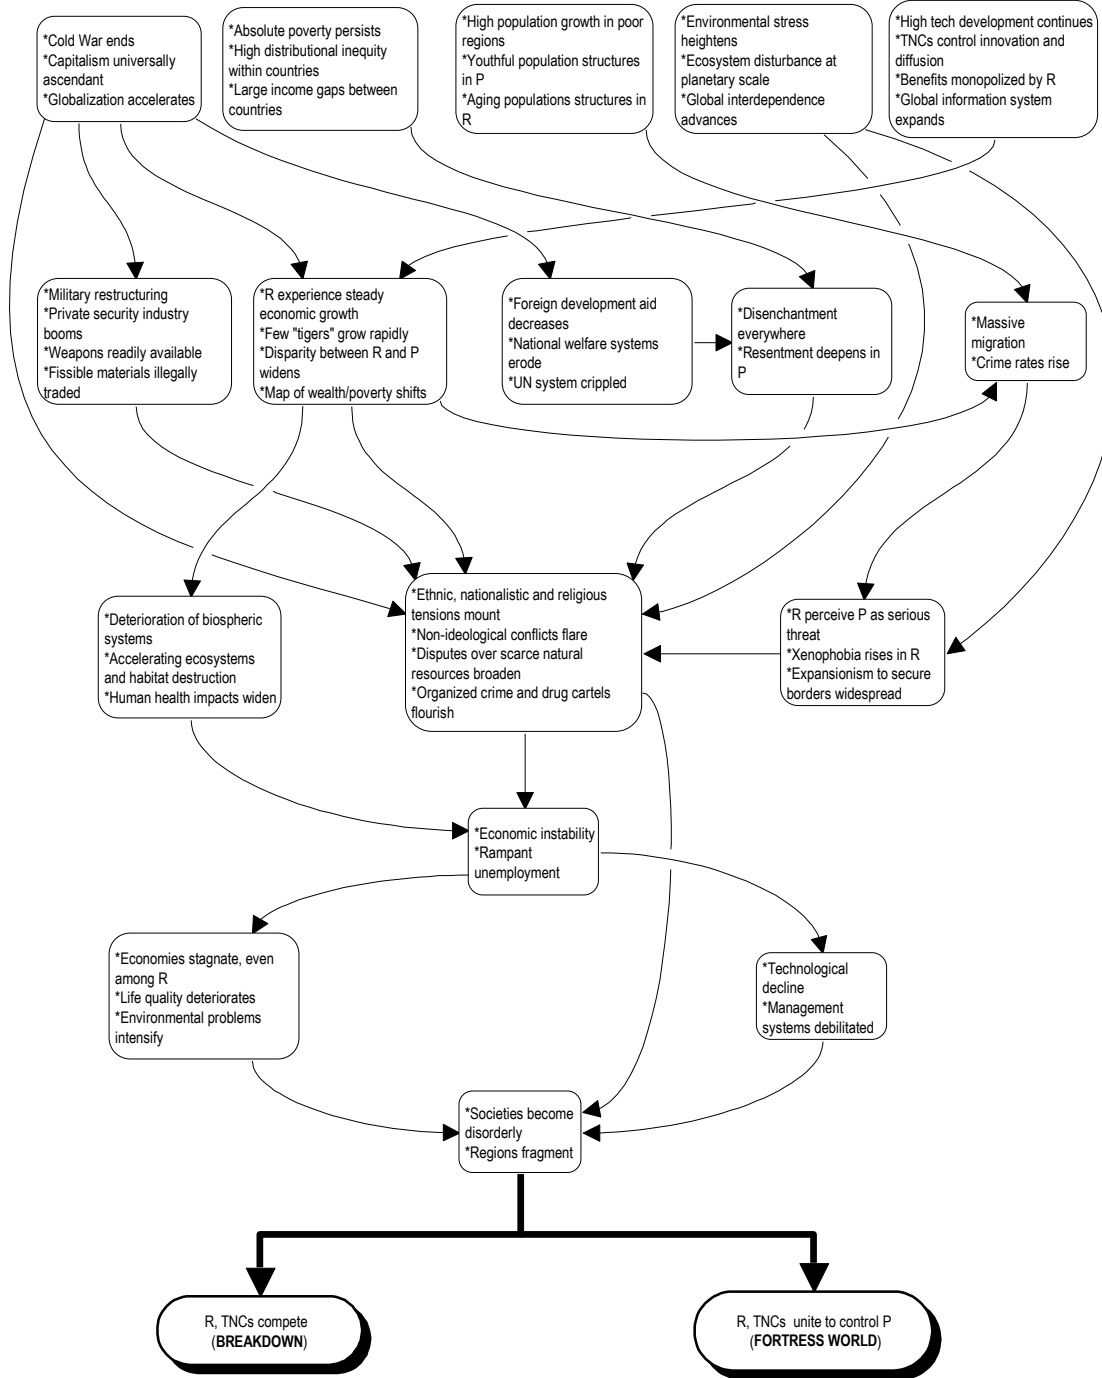 *Cold War ends
*Capitalism universally
ascendant
*Globalization accelerates
*Absolute poverty persists
*High distributional inequity
within countries
*Large income gaps between
countries
*High population growth in poor
regions
*Youthful population structures
in P
*Aging populations structures in
R
*Environmental stress
heightens
*Ecosystem disturbance at
planetary scale
*Global interdependence
advances
*High tech development continues
*TNCs control innovation and
diffusion
*Benefits monopolized by R
*Global information system
expands
*Military restructuring
*Private security industry
booms
*Weapons readily available
*Fissible materials illegally
traded
*R experience steady
economic growth
*Few "tigers" grow rapidly
*Disparity between R and P
widens
*Map of wealth/poverty shifts
*Foreign development aid
decreases
*National welfare systems
erode
*UN system crippled
*Disenchantment
everywhere
*Resentment deepens in
P
*Massive
migration
*Crime rates rise
*Deterioration of biospheric
systems
*Accelerating ecosystems
and habitat destruction
*Human health impacts widen
*Ethnic, nationalistic and religious
tensions mount
*Non-ideological conflicts flare
*Disputes over scarce natural
resources broaden
*Organized crime and drug cartels
flourish
*R perceive P as serious
threat
*Xenophobia rises in R
*Expansionism to secure
borders widespread
*Economic instability
*Rampant
unemployment
*Economies stagnate, even
among R
*Life quality deteriorates
*Environmental problems
intensify
*Technological
decline
*Management
systems debilitated
*Societies become
disorderly
*Regions fragment
R, TNCs compete
(BREAKDOWN)
R, TNCs unite to control P
(FORTRESS WORLD)